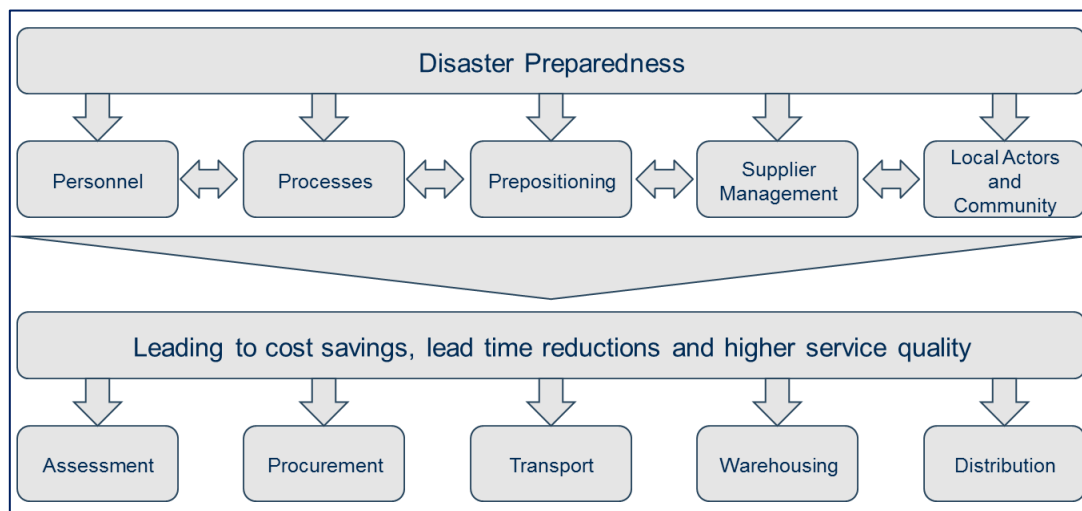 Disaster Preparedness
Personnel
Processes
Prepositioning
Supplier
Management
Local Actors
and
Community
Leading to cost savings, lead time reductions and higher service quality
Assessment
Procurement
Transport
Warehousing
Distribution